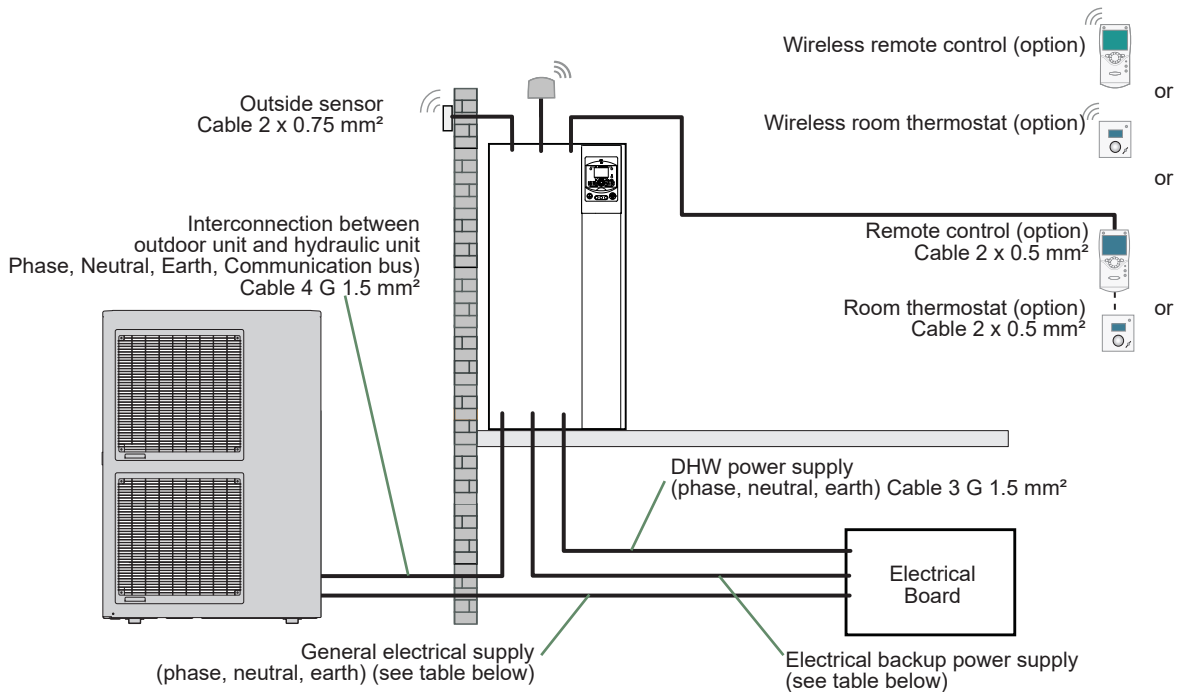 Wireless remote control (option)
or
Outside sensor
Cable 2 x 0.75 mm²
Wireless room thermostat (option)
or
Interconnection between
outdoor unit and hydraulic unit
Phase, Neutral, Earth, Communication bus)
Cable 4 G 1.5 mm²
Remote control (option)
Cable 2 x 0.5 mm²
Room thermostat (option)
Cable 2 x 0.5 mm²
or
DHW power supply
(phase, neutral, earth) Cable 3 G 1.5 mm²
Electrical
Board
General electrical supply
(phase, neutral, earth) (see table below)
Electrical backup power supply
(see table below)